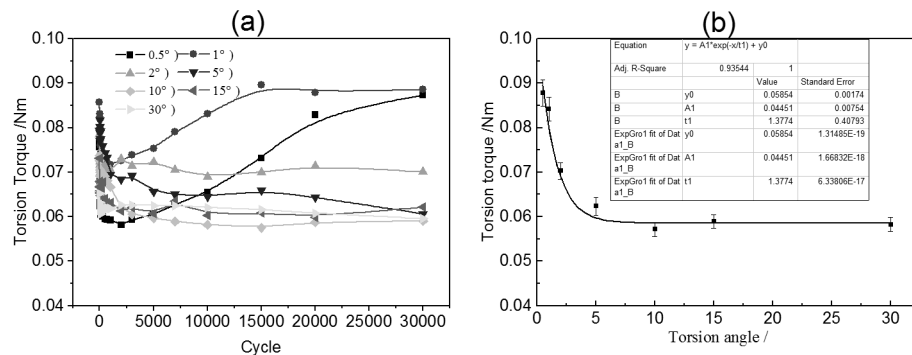 (a)
0.10
0.09
0.08
0.07
0.06
0.05
0.04
Torsion Torque /Nm
0.5° )
1° )
2° )
5° )
10° )
15° )
30° )
0 5000 10000 15000 20000 25000 30000
Cycle
(b)
0.10
0.09
0.08
0.07
0.06
0.05
0.04
Torsion torque /Nm
Equation y = A1*exp(-x/t1) + y0
Adj. R-Square 0.93544 1
Value Standard Error
B y0 0.05854 0.00174
B A1 0.04451 0.00754
B t1 1.3774 0.40793
ExpGro1 fit of Dat y0 0.05854 1.31485E-19
a1_B
ExpGro1 fit of Dat A1 0.04451 1.66832E-18
a1_B
ExpGro1 fit of Dat t1 1.3774 6.33806E-17
a1_B
0 5 10 15 20 25 30
Torsion angle /